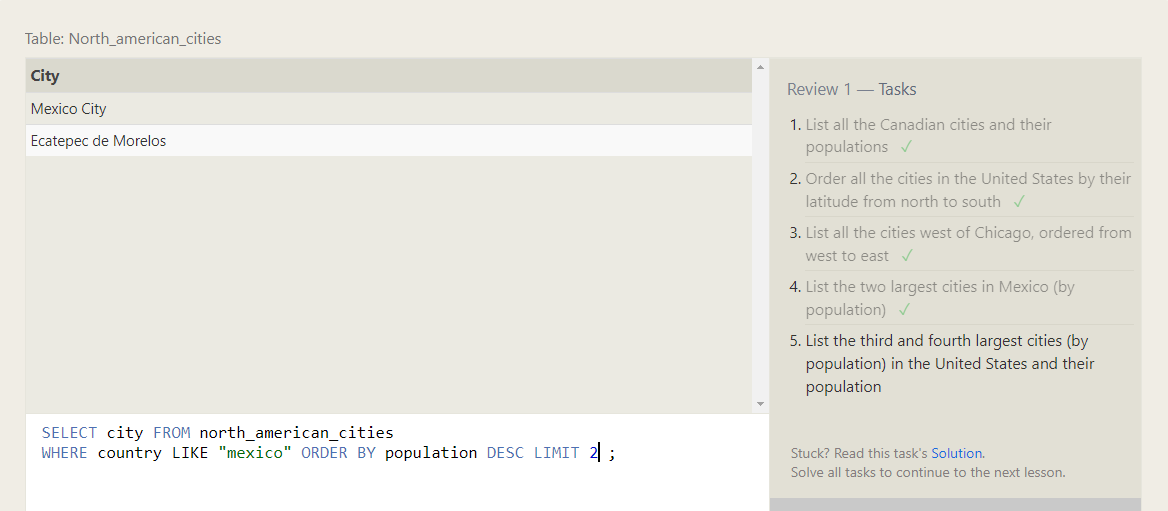 Table: North_american_cities
City
Mexico City
Ecatepec de Morelos
SELECT city FROM north_american_cities
WHERE country LIKE "mexico" ORDER BY population DESC LIMIT 2 ;
Review 1 — Tasks
1. List all the Canadian cities and their
populations ✓
2. Order all the cities in the United States by their
latitude from north to south ✓
3. List all the cities west of Chicago, ordered from
west to east ✓
4. List the two largest cities in Mexico (by
population) ✓
5. List the third and fourth largest cities (by
population) in the United States and their
population
Stuck? Read this task's Solution.
Solve all tasks to continue to the next lesson.